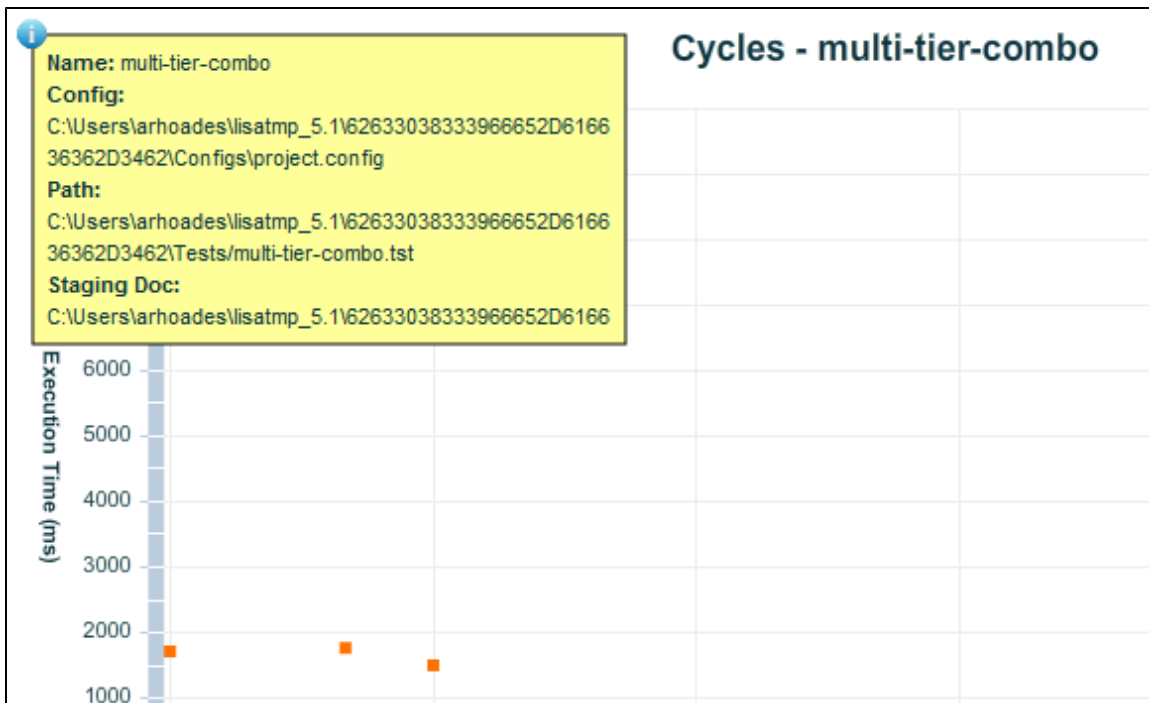 i
Cycles - multi-tier-combo
Name: multi-tier-combo
Config:
C:\Users\arhoades\lisatmp_5.1\62633038333966652D6166
36362D3462\Configs\project.config
Path:
C:\Users\arhoades\lisatmp_5.1\62633038333966652D6166
36362D3462\Tests/multi-tier-combo.tst
Staging Doc:
C:\Users\arhoades\lisatmp_5.1\62633038333966652D6166
Execution Time (ms)
6000
5000
4000
3000
2000
1000